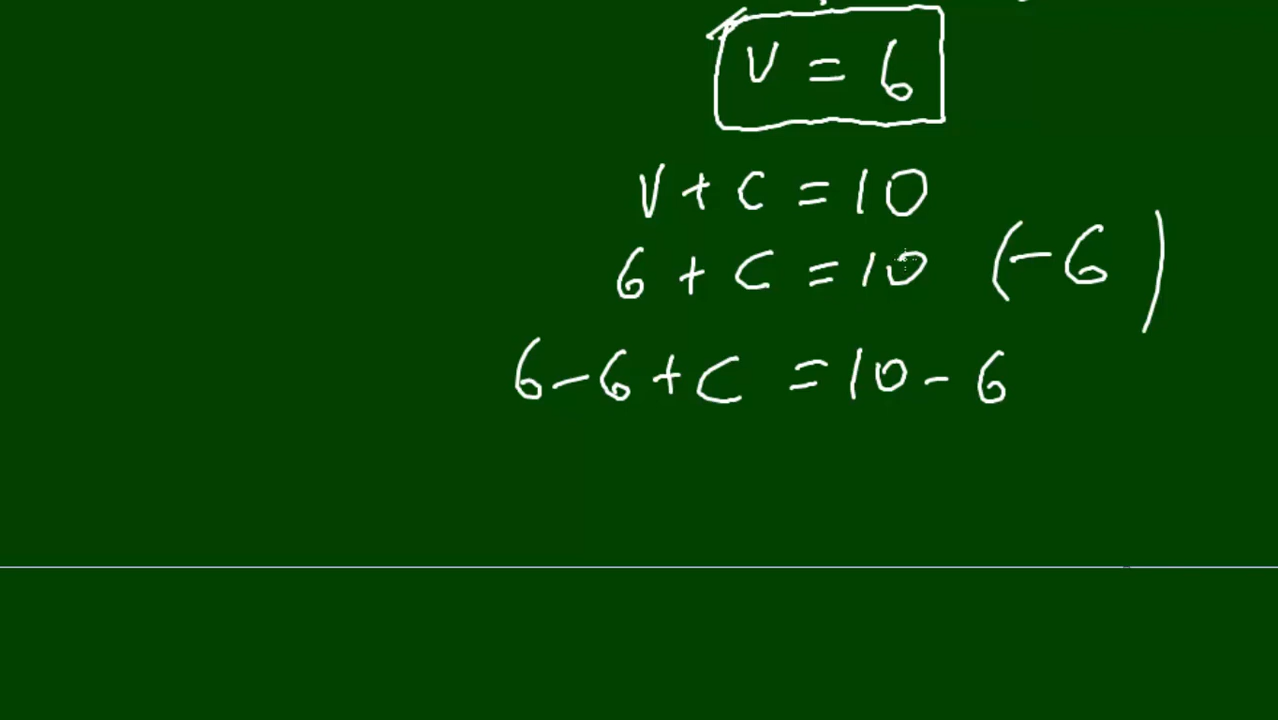 V = 6
V + C = 10
6 + C = 10 (-6)
6 - 6 + C = 10 - 6